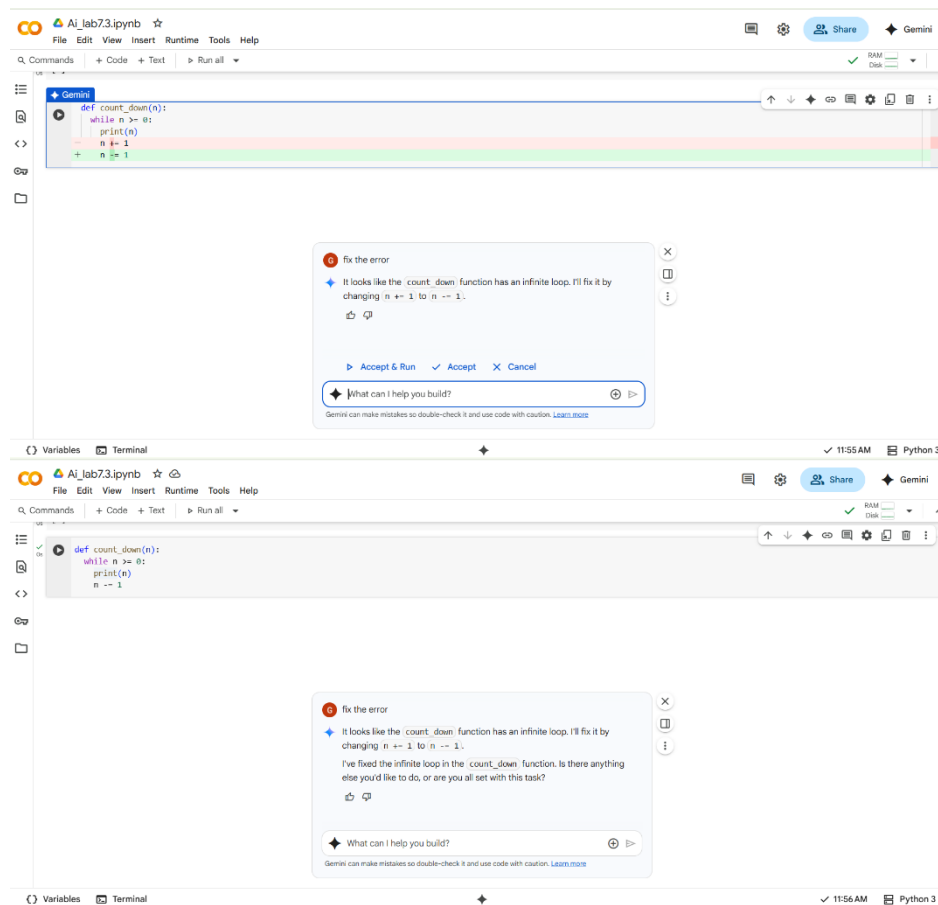 Ai_lab7.3.ipynb
File Edit View Insert Runtime Tools Help
Share
Gemini
Commands + Code + Text Run all
RAM
Disk
Gemini
def count_down(n):
while n >= 0:
print(n)
- n += 1
+ n -= 1
G fix the error
It looks like the count_down function has an infinite loop. I'll fix it by
changing n += 1 to n -= 1.
Accept & Run Accept Cancel
What can I help you build?
Gemini can make mistakes so double-check it and use code with caution. Learn more
Variables Terminal
11:55 AM Python 3
Ai_lab7.3.ipynb
File Edit View Insert Runtime Tools Help
Share
Gemini
Commands + Code + Text Run all
RAM
Disk
0s
def count_down(n):
while n >= 0:
print(n)
n -= 1
G fix the error
It looks like the count_down function has an infinite loop. I'll fix it by
changing n += 1 to n -= 1.
I've fixed the infinite loop in the count_down function. Is there anything
else you'd like to do, or are you all set with this task?
What can I help you build?
Gemini can make mistakes so double-check it and use code with caution. Learn more
Variables Terminal
11:56 AM Python 3